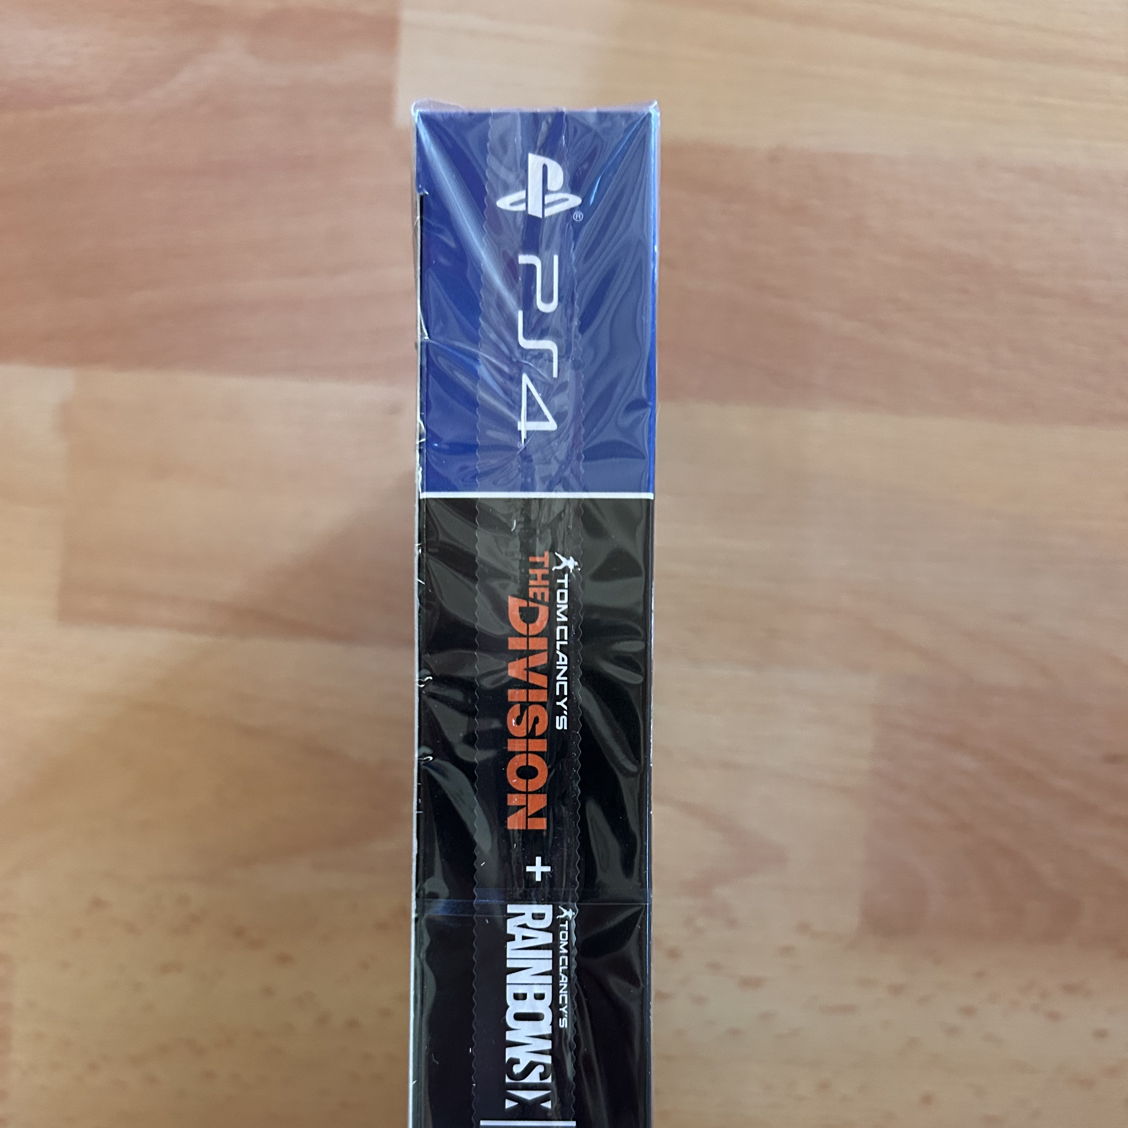 PS4
TOM CLANCY'S
THE DIVISION
+
TOM CLANCY'S
RAINBOW SIX